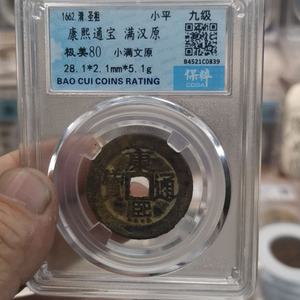 1662.清.圣祖 小平 九级
康熙通宝 满汉原
极美80 小满文原
28.1*2.1mm*5.1g
BAO CUI COINS RATING
B4521C0839
保粹
康熙通